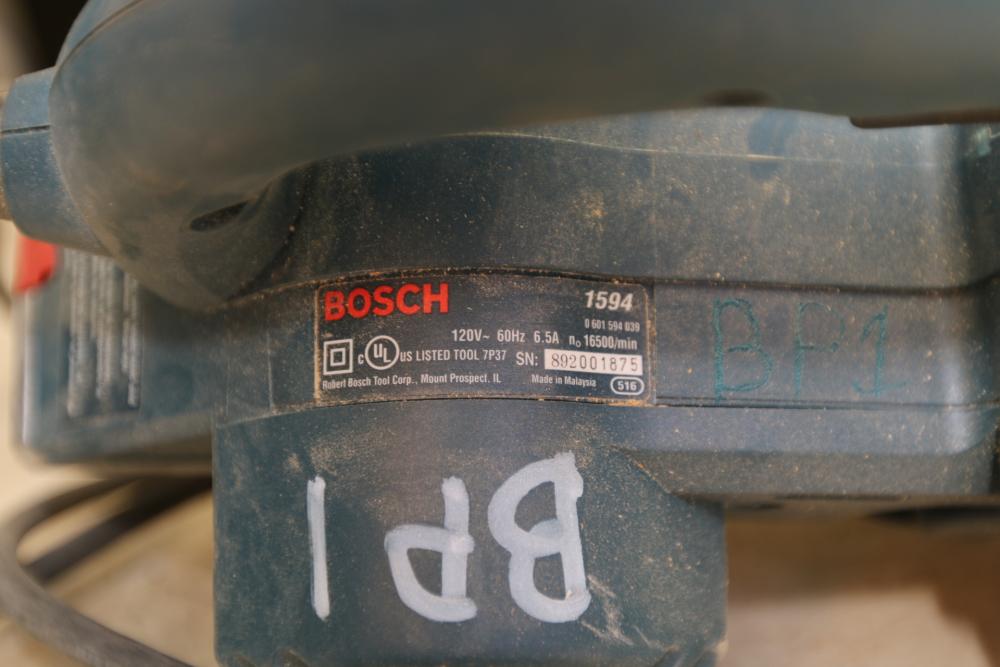 BOSCH 1594
0 601 594 039
120V~ 60Hz 6.5A n₀ 16500/min
c UL US LISTED TOOL 7P37 SN: 892001875
Robert Bosch Tool Corp., Mount Prospect. IL Made in Malaysia 516
BP1
BP1